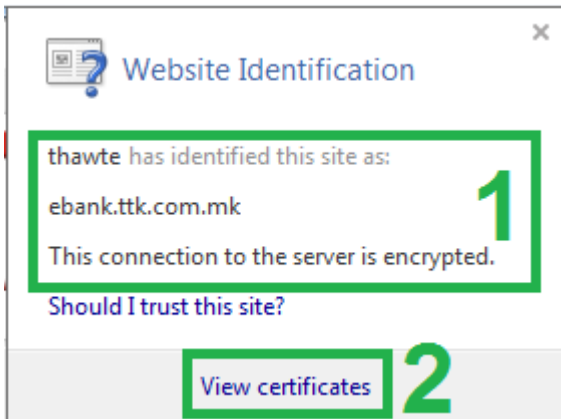 Website Identification
thawte has identified this site as:
ebank.ttk.com.mk
This connection to the server is encrypted.
1
Should I trust this site?
View certificates
2